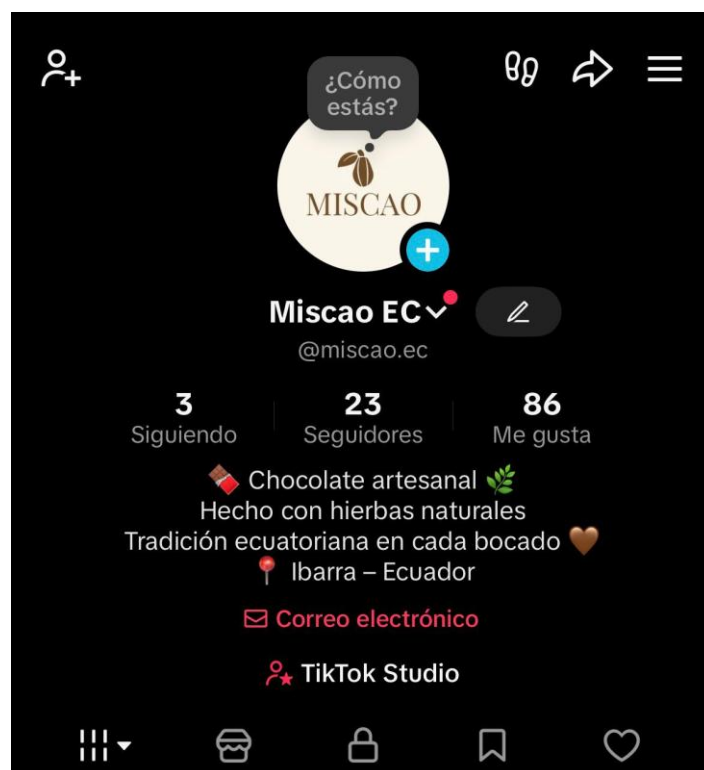 ¿Cómo
estás?
MISCAO
Miscao EC
@miscao.ec
3 23 86
Siguiendo Seguidores Me gusta
🍫 Chocolate artesanal 🌿
Hecho con hierbas naturales
Tradición ecuatoriana en cada bocado 🤎
📍 Ibarra – Ecuador
Correo electrónico
TikTok Studio